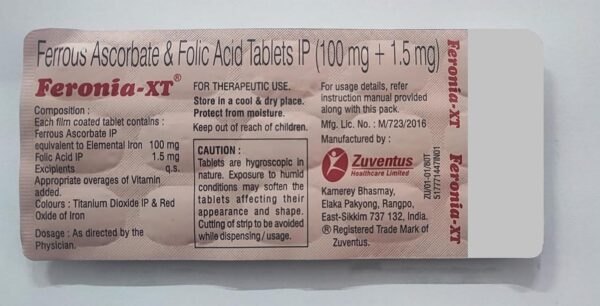 Ferrous Ascorbate & Folic Acid Tablets IP (100 mg + 1.5 mg)
Feronia-XT®
Composition :
Each film coated tablet contains :
Ferrous Ascorbate IP
equivalent to Elemental Iron 100 mg
Folic Acid IP 1.5 mg
Excipients q.s.
Appropriate overages of Vitamin
added.
Colours : Titanium Dioxide IP & Red
Oxide of Iron
Dosage : As directed by the
Physician.
FOR THERAPEUTIC USE.
Store in a cool & dry place.
Protect from moisture.
Keep out of reach of children.
CAUTION :
Tablets are hygroscopic in
nature. Exposure to humid
conditions may soften the
tablets affecting their
appearance and shape.
Cutting of strip to be avoided
while dispensing / usage.
For usage details, refer
instruction manual provided
along with this pack.
Mfg. Lic. No. : M/723/2016
Manufactured by :
Zuventus
Healthcare Limited
Kamerey Bhasmay,
Elaka Pakyong, Rangpo,
East-Sikkim 737 132, India.
® Registered Trade Mark of
Zuventus.
Feronia-XT
Feronia-XT